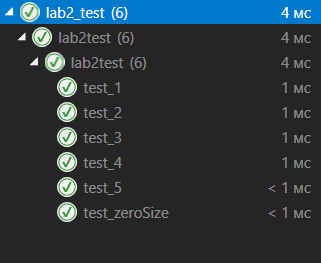 lab2_test (6) 4 мс
lab2test (6) 4 мс
lab2test (6) 4 мс
test_1 1 мс
test_2 1 мс
test_3 1 мс
test_4 1 мс
test_5 < 1 мс
test_zeroSize < 1 мс